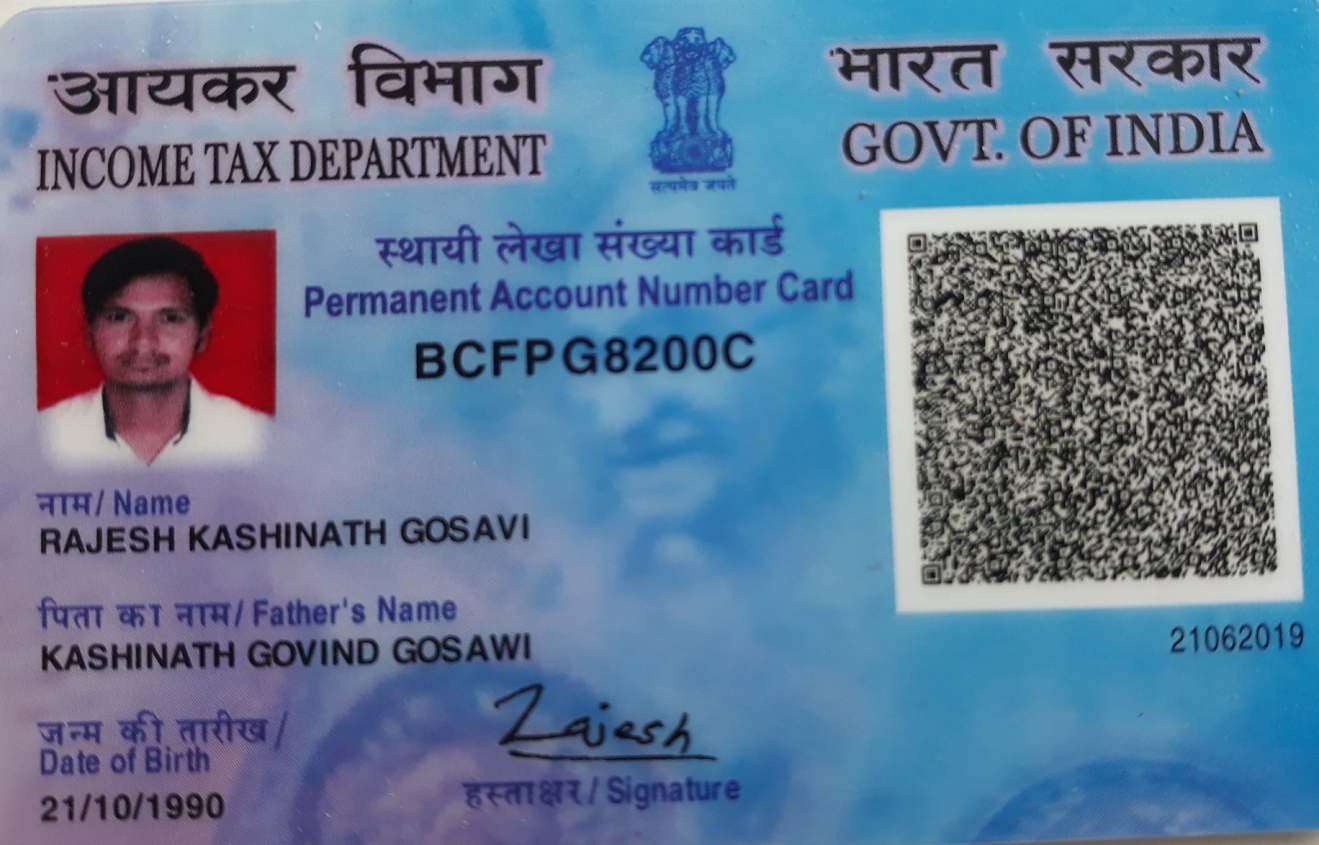 आयकर विभाग
INCOME TAX DEPARTMENT
सत्यमेव जयते
भारत सरकार
GOVT. OF INDIA
स्थायी लेखा संख्या कार्ड
Permanent Account Number Card
BCFPG8200C
नाम / Name
RAJESH KASHINATH GOSAVI
पिता का नाम / Father's Name
KASHINATH GOVIND GOSAWI
जन्म की तारीख /
Date of Birth
21/10/1990
Rajesh
हस्ताक्षर / Signature
21062019